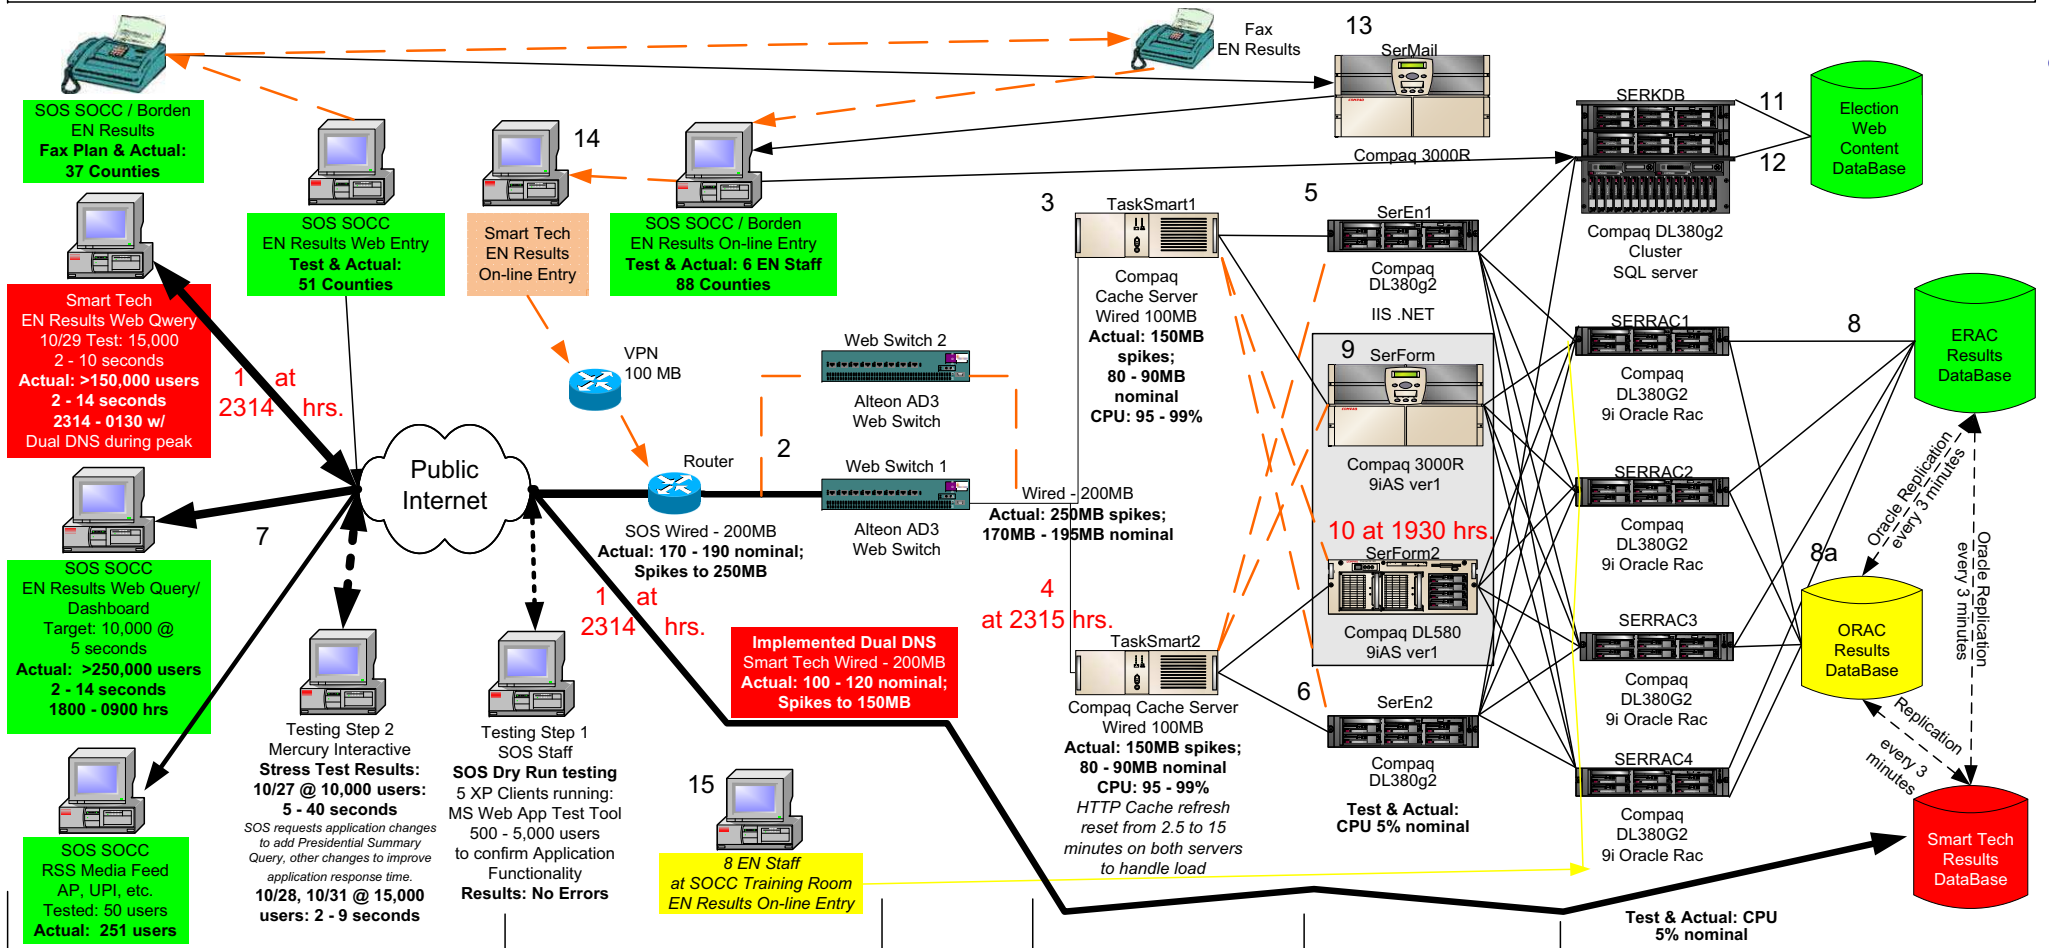 SOS SOCC / Borden
EN Results
Fax Plan & Actual:
37 Counties
Smart Tech
EN Results Web Qwery
10/29 Test: 15,000
2 - 10 seconds
Actual: >150,000 users
2 - 14 seconds
2314 - 0130 w/
Dual DNS during peak
SOS SOCC
EN Results Web Query/
Dashboard
Target: 10,000 @
5 seconds
Actual:  >250,000 users
2 - 14 seconds
1800 - 0900 hrs
SOS SOCC
RSS Media Feed
AP, UPI, etc.
Tested: 50 users
Actual:  251 users
SOS SOCC
EN Results Web Entry
Test & Actual:
51 Counties
14
Smart Tech
EN Results
On-line Entry
SOS SOCC / Borden
EN Results On-line Entry
Test & Actual: 6 EN Staff
88 Counties
Fax
EN Results
13
SerMail
Compaq 3000R
1 at
2314 hrs.
7
Public
Internet
VPN
100 MB
Router
SOS Wired - 200MB
Actual: 170 - 190 nominal;
Spikes to 250MB
1 at
2314 hrs.
2
Web Switch 2
Alteon AD3
Web Switch
Web Switch 1
Alteon AD3
Web Switch
Wired - 200MB
Actual: 250MB spikes;
170MB - 195MB nominal
Testing Step 2
Mercury Interactive
Stress Test Results:
10/27 @ 10,000 users:
5 - 40 seconds
SOS requests application changes
to add Presidential Summary
Query, other changes to improve
application response time.
10/28, 10/31 @ 15,000
users: 2 - 9 seconds
Testing Step 1
SOS Staff
SOS Dry Run testing
5 XP Clients running:
MS Web App Test Tool
500 - 5,000 users
to confirm Application
Functionality
Results: No Errors
Implemented Dual DNS
Smart Tech Wired - 200MB
Actual: 100 - 120 nominal;
Spikes to 150MB
15
8 EN Staff
at SOCC Training Room
EN Results On-line Entry
3
TaskSmart1
Compaq
Cache Server
Wired 100MB
Actual: 150MB
spikes;
80 - 90MB
nominal
CPU: 95 - 99%
4
at 2315 hrs.
TaskSmart2
Compaq Cache Server
Wired 100MB
Actual: 150MB spikes;
80 - 90MB nominal
CPU: 95 - 99%
HTTP Cache refresh
reset from 2.5 to 15
minutes on both servers
to handle load
5
SerEn1
Compaq
DL380g2
IIS .NET
9
SerForm
Compaq 3000R
9iAS ver1
10 at 1930 hrs.
SerForm2
Compaq DL580
9iAS ver1
6
SerEn2
Compaq
DL380g2
Test & Actual:
CPU 5% nominal
SERKDB
Compaq DL380g2
Cluster
SQL server
11
12
Election
Web
Content
DataBase
SERRAC1
Compaq
DL380G2
9i Oracle Rac
SERRAC2
Compaq
DL380G2
9i Oracle Rac
SERRAC3
Compaq
DL380G2
9i Oracle Rac
SERRAC4
Compaq
DL380G2
9i Oracle Rac
8
8a
ERAC
Results
DataBase
Oracle Replication
every 3 minutes
Oracle Replication
every 3 minutes
ORAC
Results
DataBase
Replication
every 3
minutes
Smart Tech
Results
DataBase
Test & Actual: CPU
5% nominal